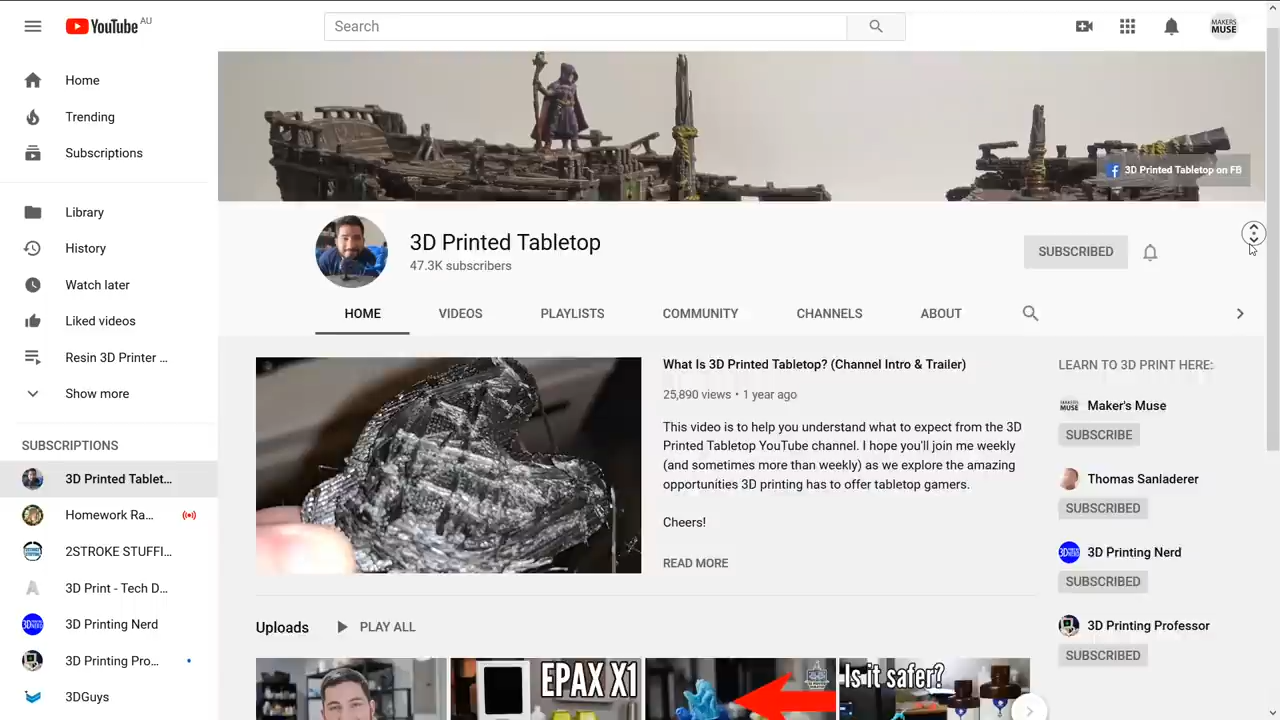 YouTube AU
Search
MAKERS
MUSE
Home
Trending
Subscriptions
Library
History
Watch later
Liked videos
Resin 3D Printer ...
Show more
SUBSCRIPTIONS
3D Printed Tablet...
Homework Ra...
2STROKE STUFFI...
3D Print - Tech D...
3D Printing Nerd
3D Printing Pro...
3DGuys
3D Printed Tabletop on FB
3D Printed Tabletop
47.3K subscribers
SUBSCRIBED
HOME
VIDEOS
PLAYLISTS
COMMUNITY
CHANNELS
ABOUT
What Is 3D Printed Tabletop? (Channel Intro & Trailer)
25,890 views • 1 year ago
This video is to help you understand what to expect from the 3D
Printed Tabletop YouTube channel. I hope you'll join me weekly
(and sometimes more than weekly) as we explore the amazing
opportunities 3D printing has to offer tabletop gamers.
Cheers!
READ MORE
LEARN TO 3D PRINT HERE:
MAKERS
MUSE
Maker's Muse
SUBSCRIBE
Thomas Sanladerer
SUBSCRIBED
3D Printing Nerd
SUBSCRIBED
3D Printing Professor
SUBSCRIBED
Uploads
PLAY ALL
EPAX X1
Is it safer?